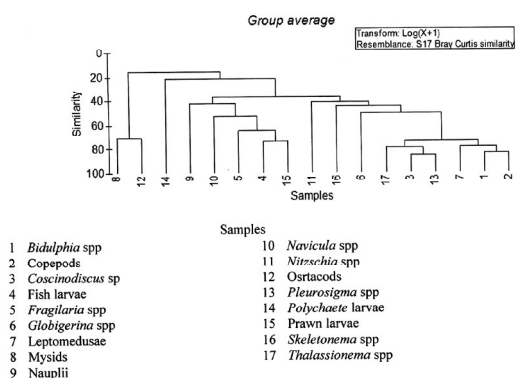 Group average
Transform: Log(X+1)
Resemblance: S17 Bray Curtis similarity
Similarity
0
20
40
60
80
100
8 12 14 9 10 5 4 15 11 16 6 17 3 13 7 1 2
Samples
Samples
1 Bidulphia spp
2 Copepods
3 Coscinodiscus sp
4 Fish larvae
5 Fragilaria spp
6 Globigerina spp
7 Leptomedusae
8 Mysids
9 Nauplii
10 Navicula spp
11 Nitzschia spp
12 Osrtacods
13 Pleurosigma spp
14 Polychaete larvae
15 Prawn larvae
16 Skeletonema spp
17 Thalassionema spp